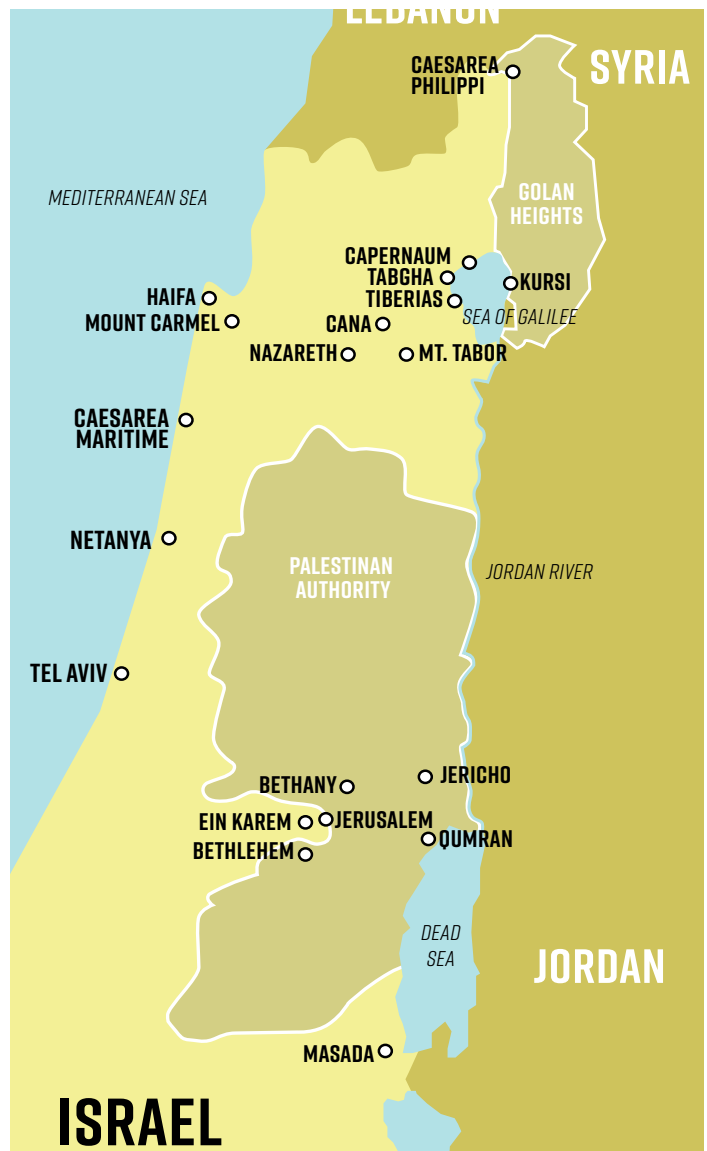 LEBANON
CAESAREA
PHILIPPI
SYRIA
MEDITERRANEAN SEA
GOLAN
HEIGHTS
CAPERNAUM
TABGHA
KURSI
HAIFA
TIBERIAS
SEA OF GALILEE
MOUNT CARMEL
CANA
NAZARETH
MT. TABOR
CAESAREA
MARITIME
NETANYA
PALESTINAN
AUTHORITY
JORDAN RIVER
TEL AVIV
JERICHO
BETHANY
EIN KAREM
JERUSALEM
QUMRAN
BETHLEHEM
DEAD
SEA
JORDAN
MASADA
ISRAEL